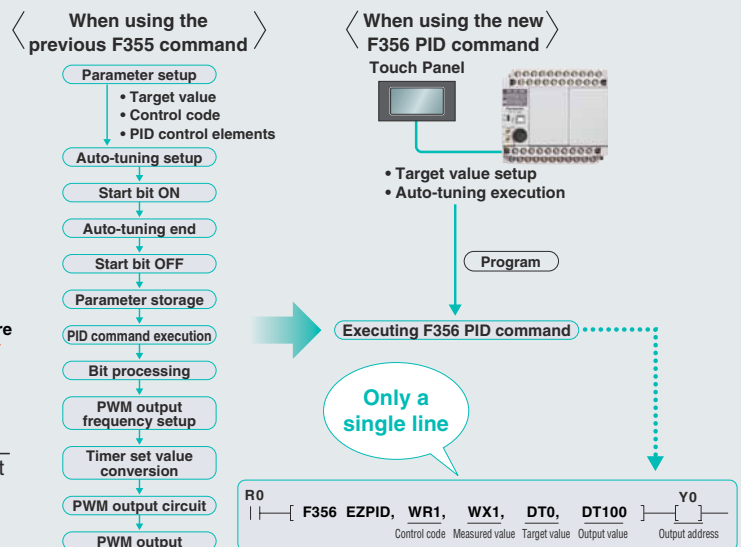 When using the
previous F355 command
Parameter setup
• Target value
• Control code
• PID control elements
Auto-tuning setup
Start bit ON
Auto-tuning end
Start bit OFF
Parameter storage
PID command execution
Bit processing
PWM output
frequency setup
Timer set value
conversion
PWM output circuit
PWM output
re
t
When using the new
F356 PID command
Touch Panel
• Target value setup
• Auto-tuning execution
Program
Executing F356 PID command
Only a
single line
R0
Y0
F356 EZPID, WR1, WX1, DT0, DT100
Control code Measured value Target value Output value Output address